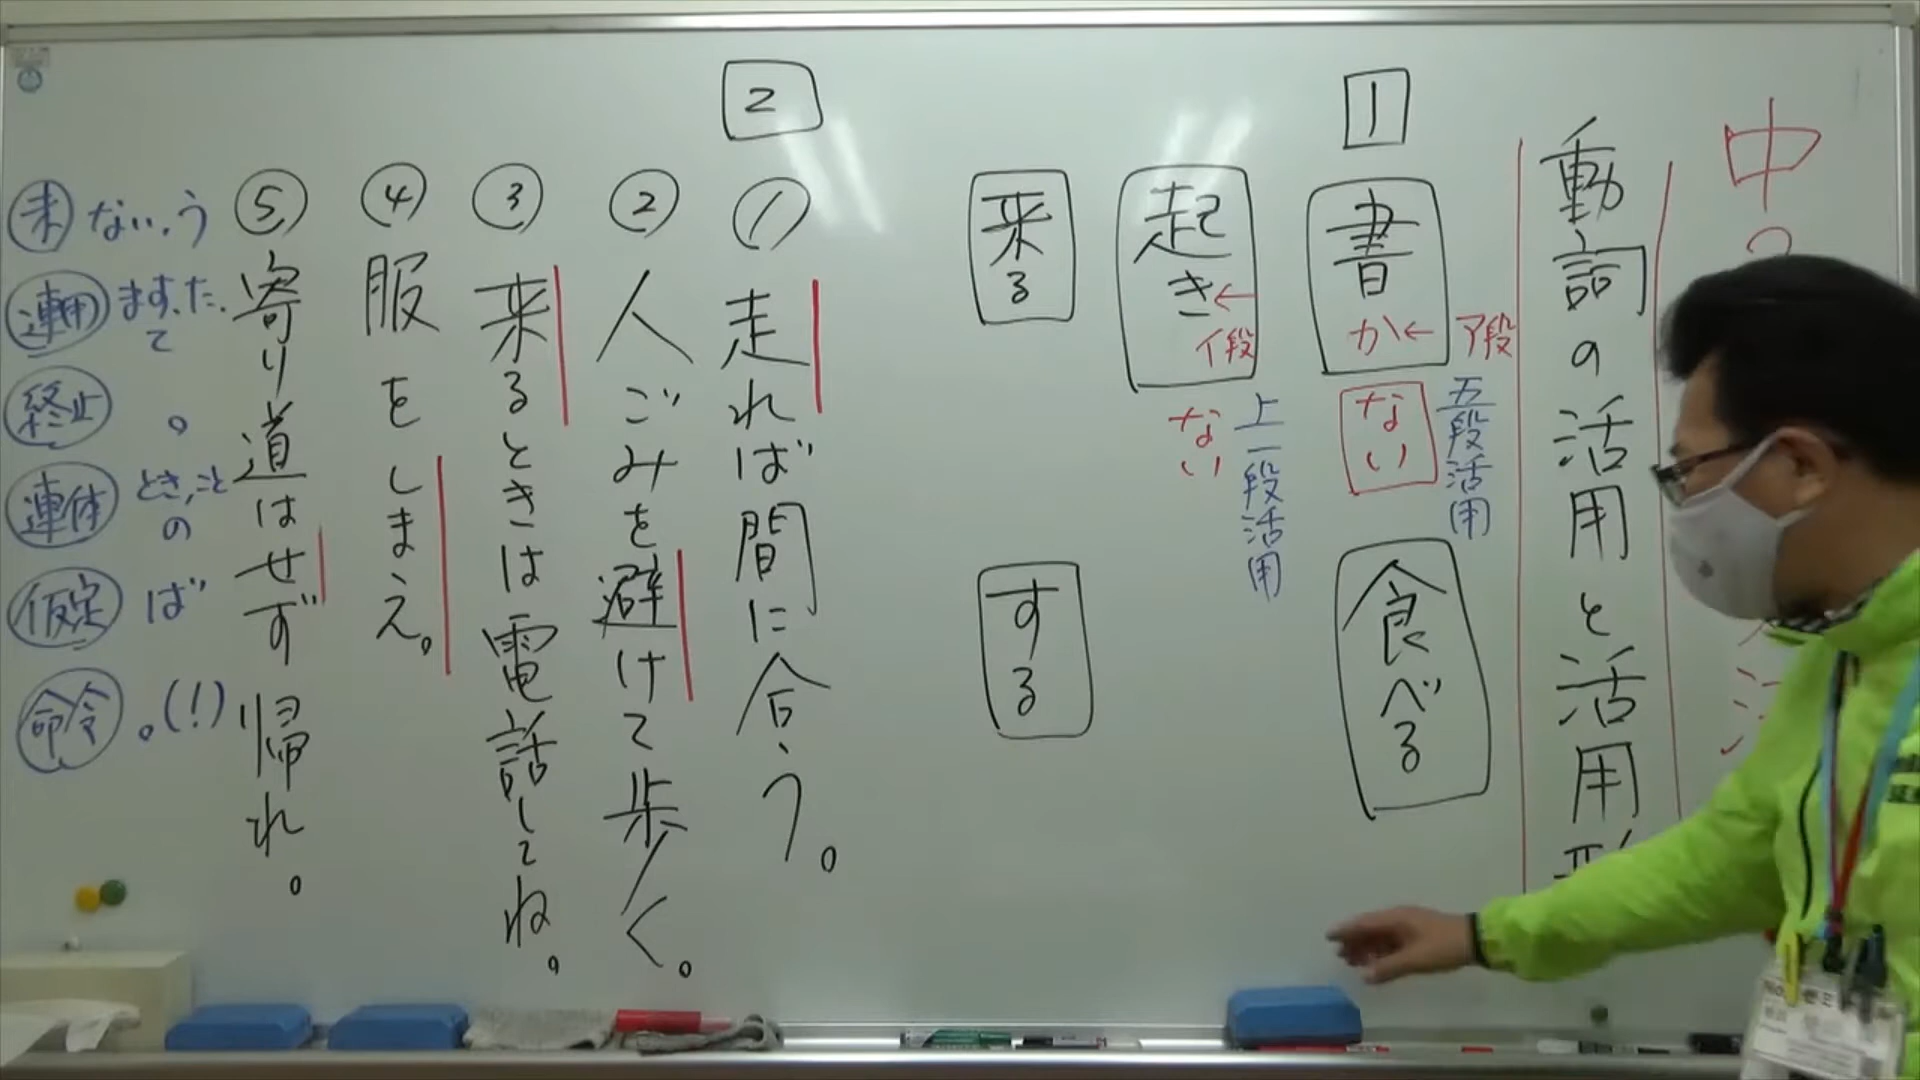 中
動詞の活用と活用
1
書か
←ア段
ない
五段活用
食べる
起き
←イ段
ない
上一段活用
来る
する
2
① 走れば間に合う。
② 人ごみを避けて歩く。
③ 来るときは電話してね。
④ 服をしまえ。
⑤ 寄り道はせず帰れ。
未 ない、う
連用 ます、た、
て
終止 。
連体 とき、こと
の
仮定 ば
命令 。(!)